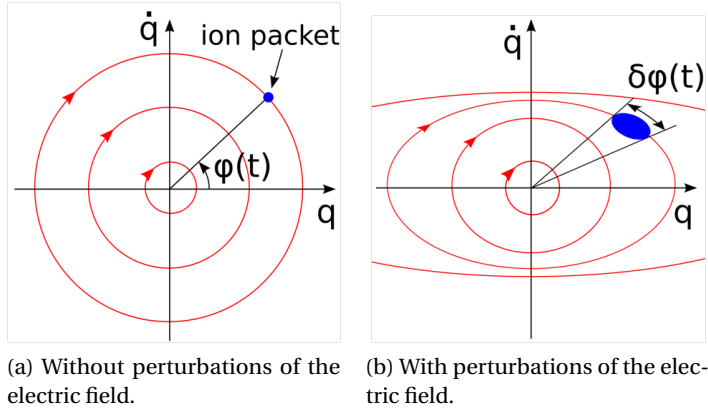 q̇
ion packet
φ(t)
q
(a) Without perturbations of the
electric field.
q̇
δφ(t)
q
(b) With perturbations of the elec-
tric field.